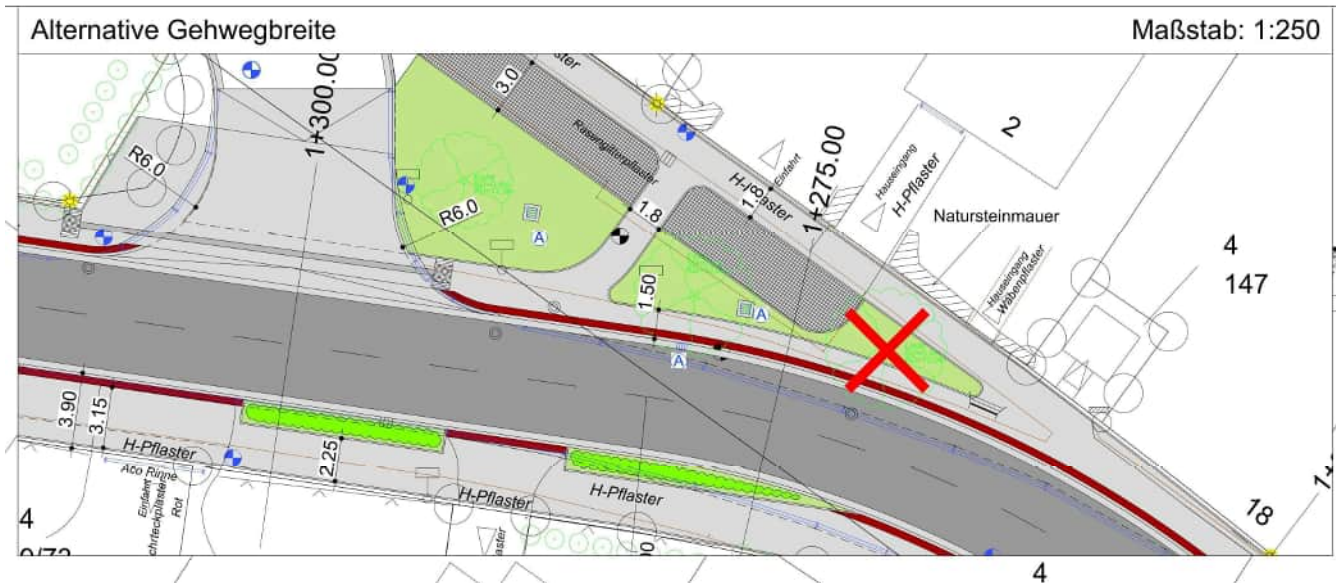 Alternative Gehwegbreite
Maßstab: 1:250
1+300.00
3.0
Rasengitterpflaster
R6.0
R6.0
1.8
H-Pflaster
1.8
Einfahrt
1+275.00
Hauseingang
H-Pflaster
2
Natursteinmauer
Hauseingang
Wabenpflaster
4
147
A
1.50
A
A
3.90
3.15
H-Pflaster
Aco Rinne
Einfahrt
Rot
2.25
H-Pflaster
H-Pflaster
4
18
4